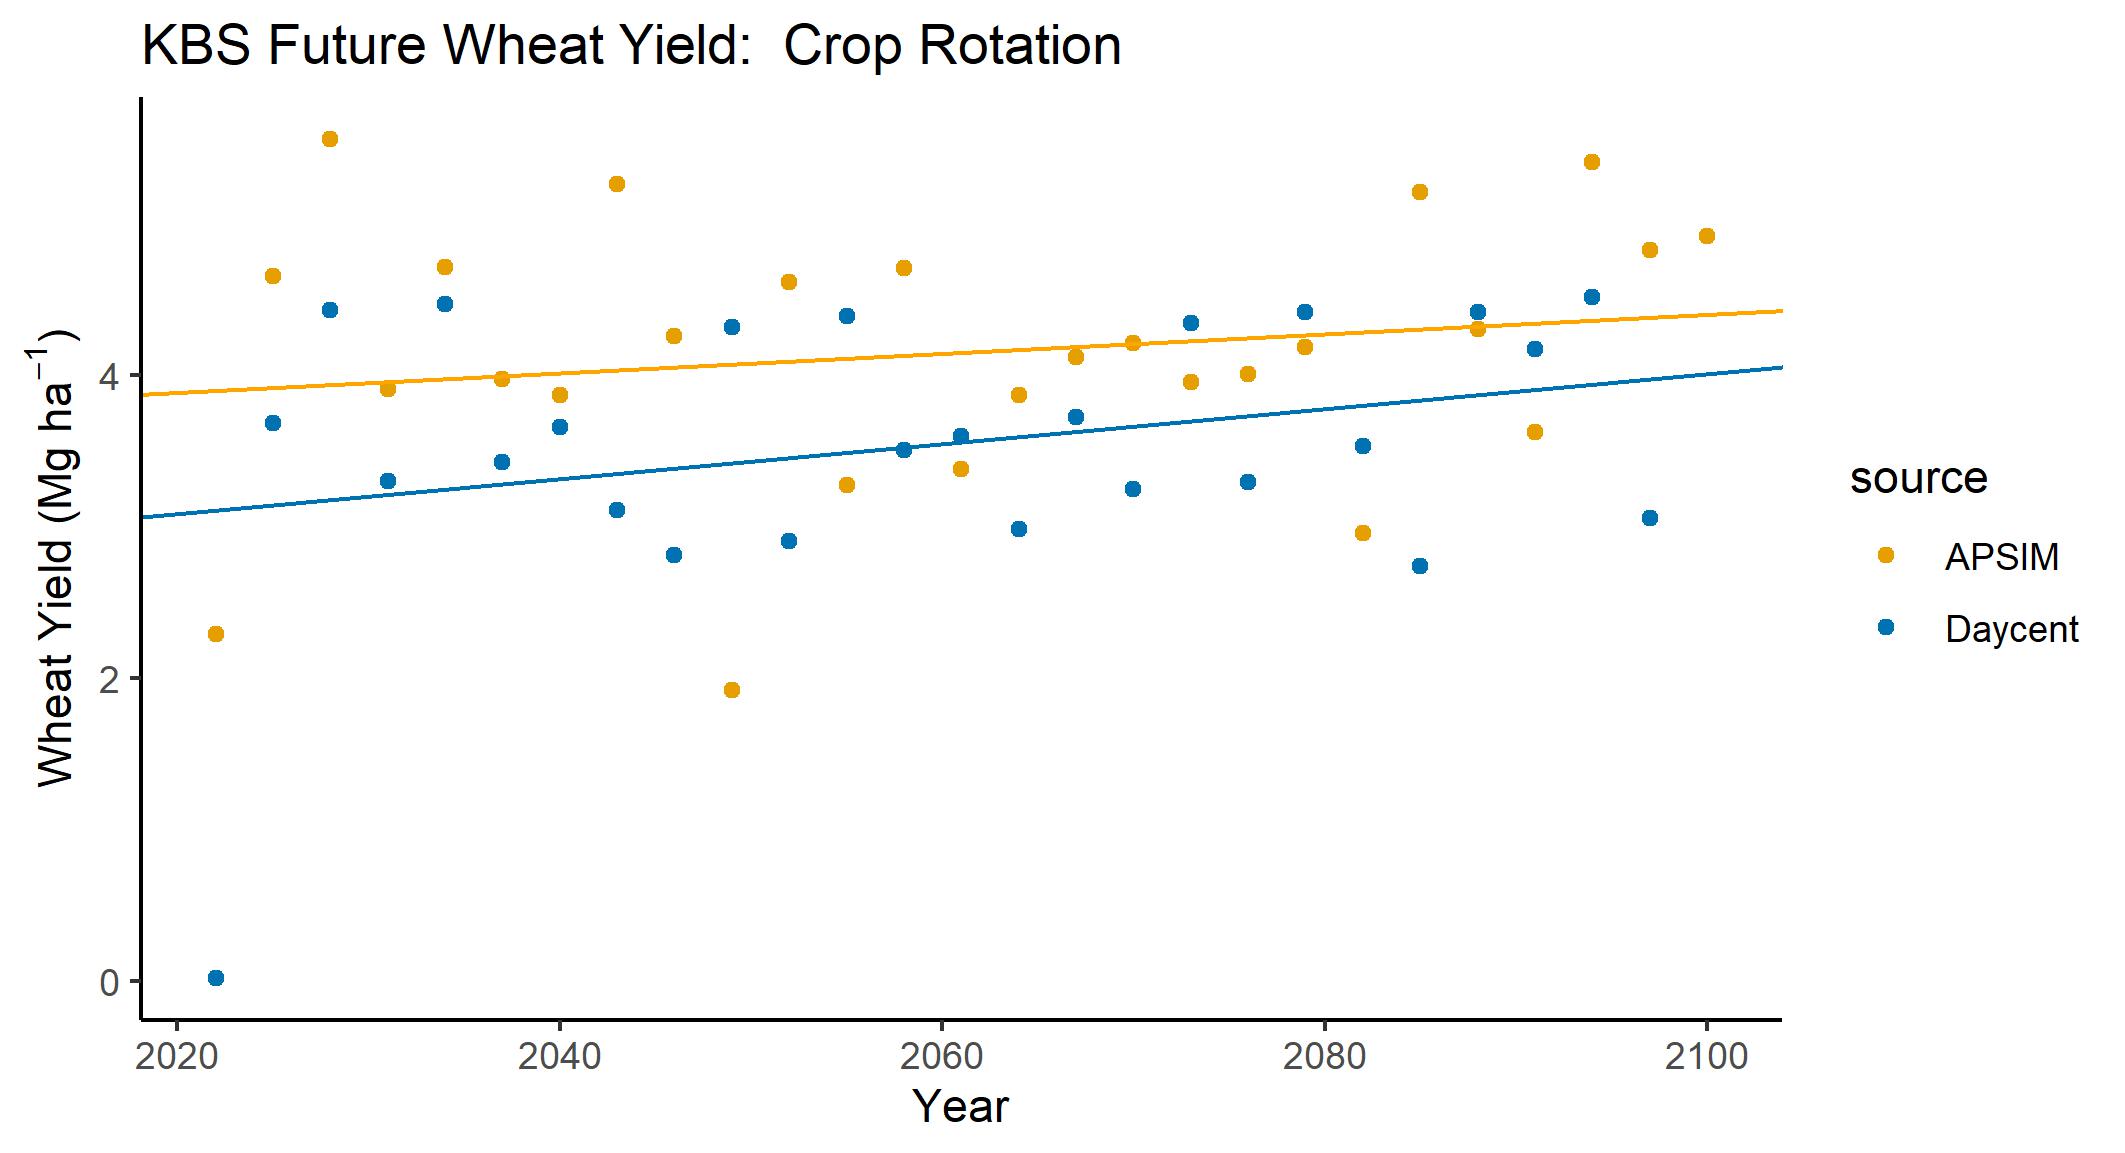 KBS Future Wheat Yield:  Crop Rotation
Wheat Yield (Mg ha⁻¹)
4
2
0
2020 2040 2060 2080 2100
Year
source
APSIM
Daycent